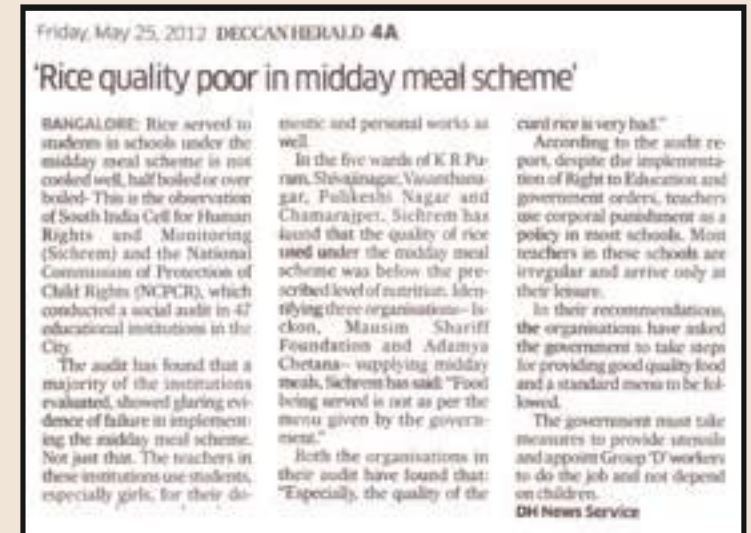 Friday, May 25, 2012 DECCAN HERALD 4A
'Rice quality poor in midday meal scheme'
BANGALORE: Rice served to
students in schools under the
midday meal scheme is not
cooked well, half boiled or over
boiled- This is the observation
of South India Cell for Human
Rights and Monitoring
(Sichrem) and the National
Commission of Protection of
Child Rights (NCPCR), which
conducted a social audit in 47
educational institutions in the
City.
The audit has found that a
majority of the institutions
evaluated, showed glaring evi-
dence of failure in implement-
ing the midday meal scheme.
Not just that. The teachers in
these institutions use students,
especially girls, for their do-
mestic and personal works as
well.
In the five wards of K R Pu-
ram, Shivajinagar, Vasanthana-
gar, Pulikeshi Nagar and
Chamarajpet, Sichrem has
found that the quality of rice
used under the midday meal
scheme was below the pre-
scribed level of nutrition. Iden-
tifying three organisations– Is-
ckon, Mausim Shariff
Foundation and Adamya
Chetana– supplying midday
meals, Sichrem has said: "Food
being served is not as per the
menu given by the govern-
ment."
Both the organisations in
their audit have found that:
"Especially, the quality of the
curd rice is very bad."
According to the audit re-
port, despite the implementa-
tion of Right to Education and
government orders, teachers
use corporal punishment as a
policy in most schools. Most
teachers in these schools are
irregular and arrive only at
their leisure.
In their recommendations,
the organisations have asked
the government to take steps
for providing good quality food
and a standard menu to be fol-
lowed.
The government must take
measures to provide utensils
and appoint Group 'D' workers
to do the job and not depend
on children.
DH News Service